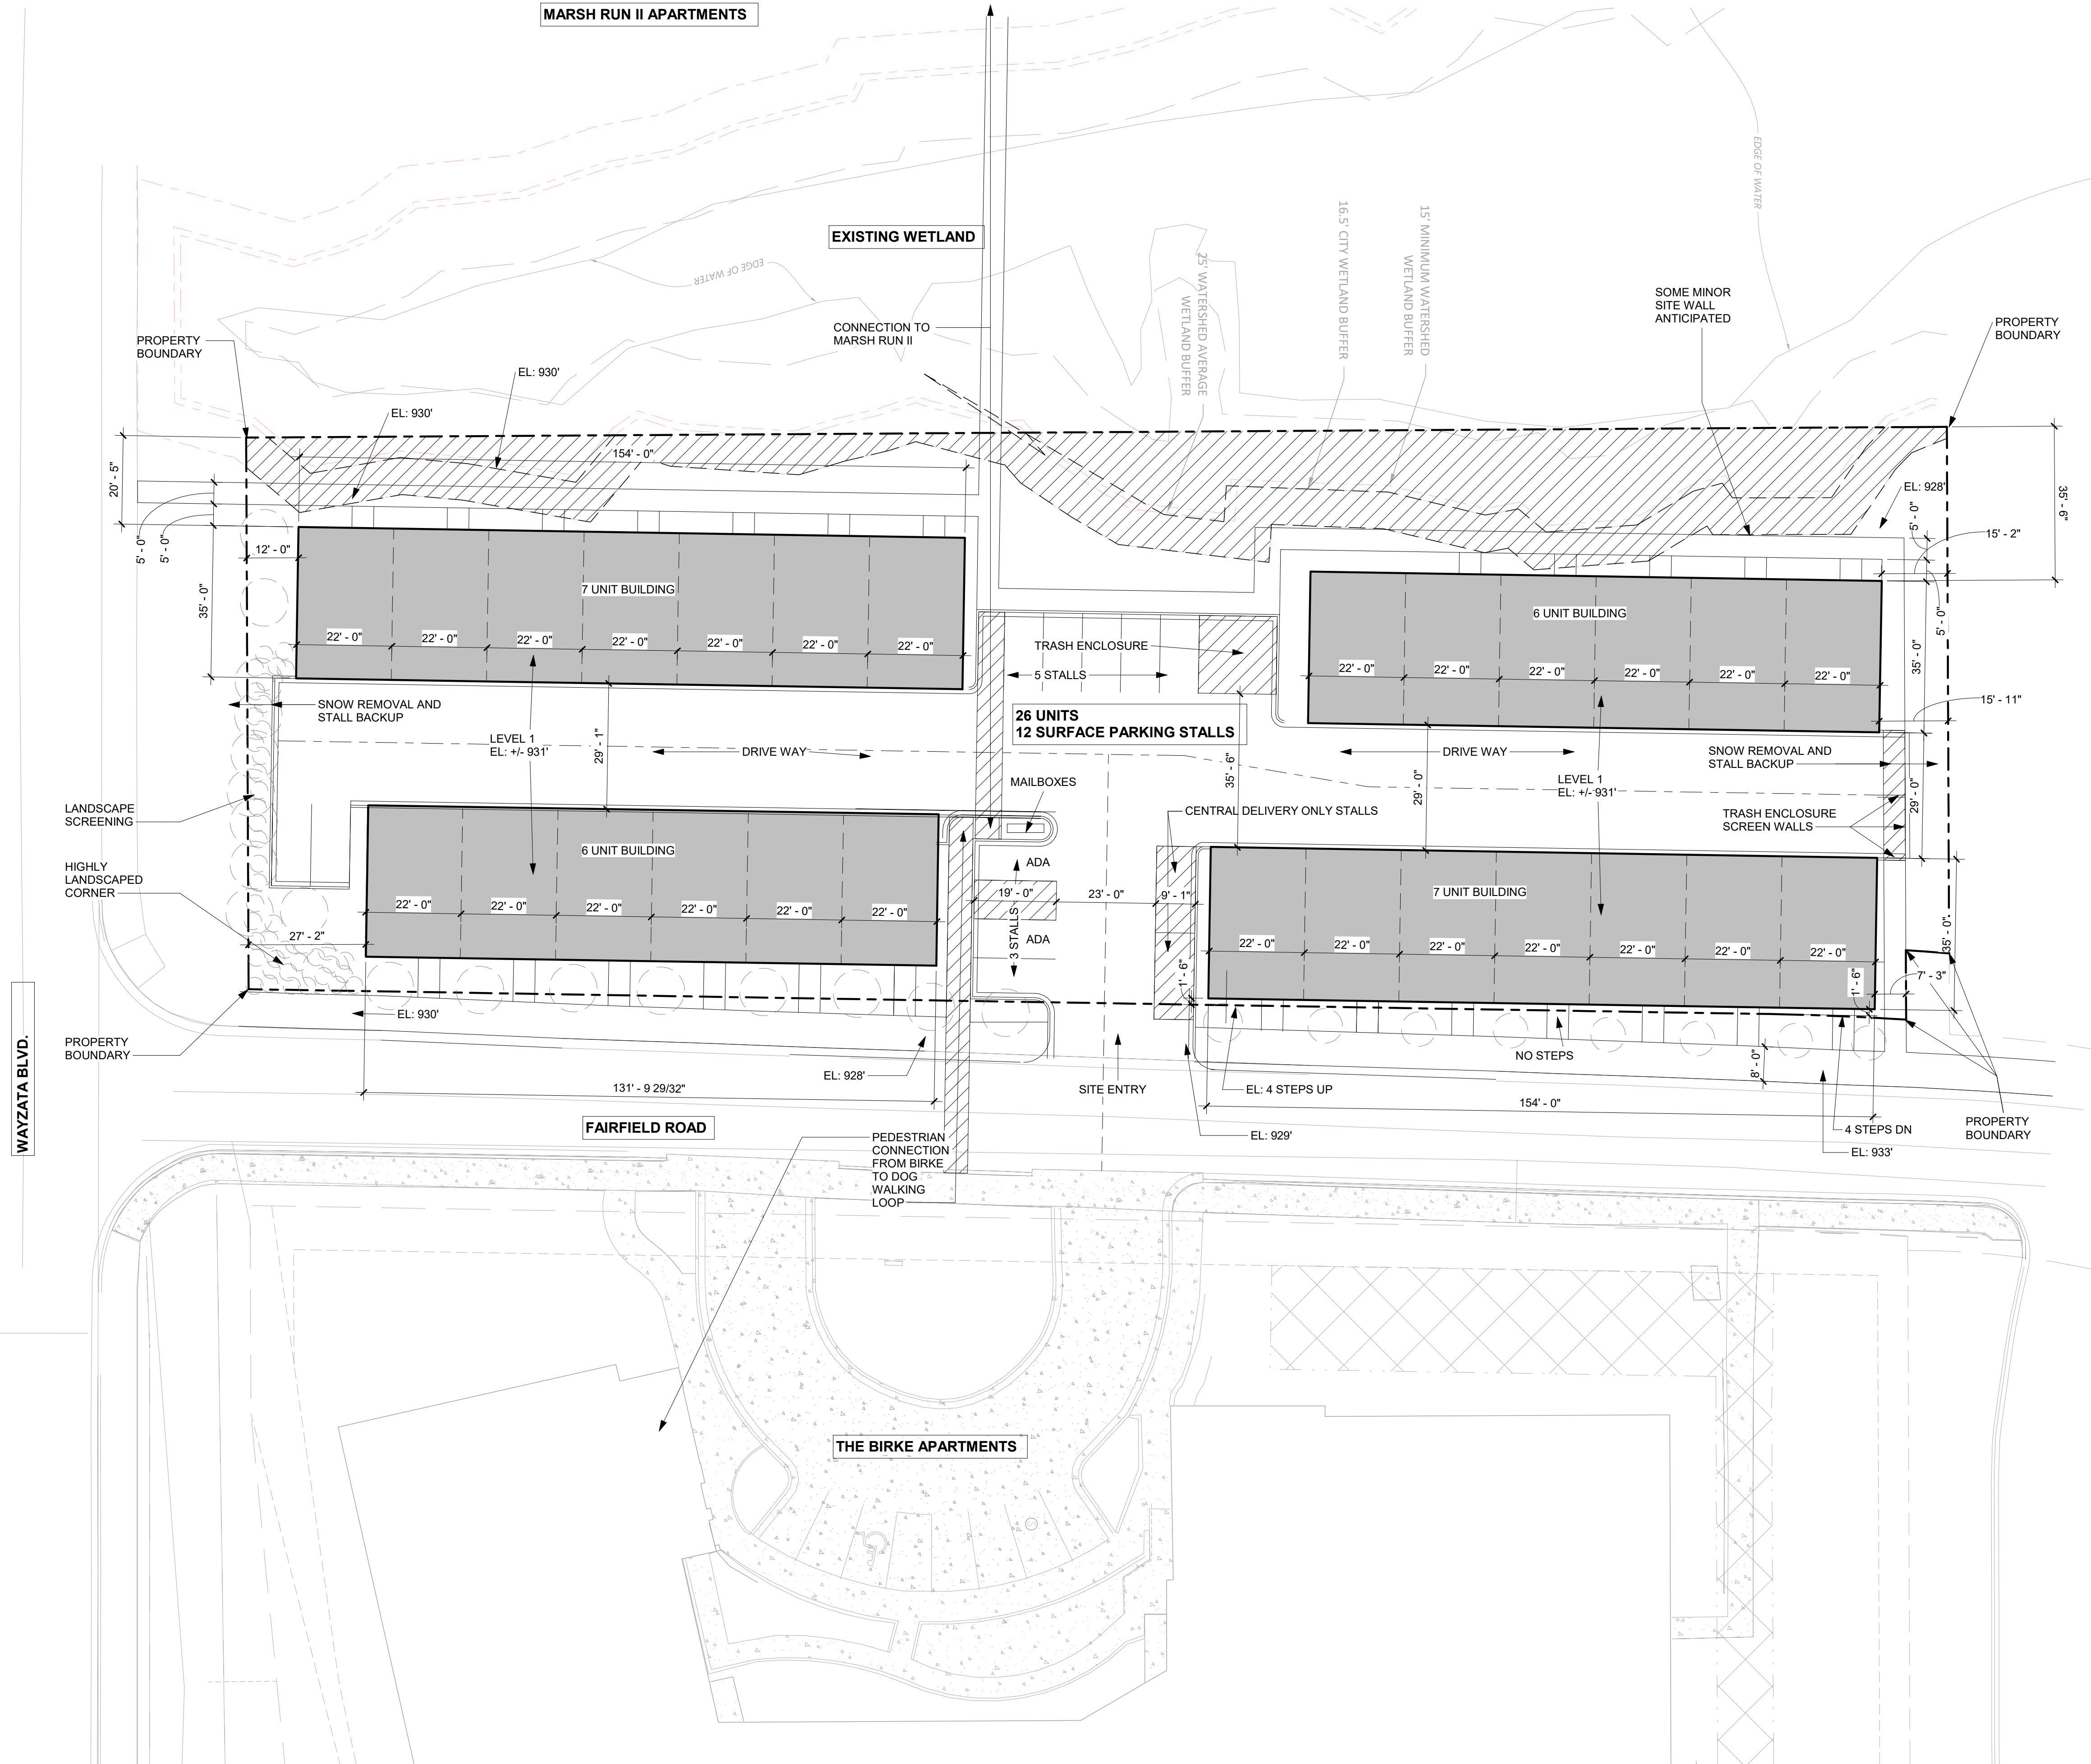 MARSH RUN II APARTMENTS
EDGE OF WATER
EXISTING WETLAND
EDGE OF WATER
16.5' CITY WETLAND BUFFER
15' MINIMUM WATERSHED
WETLAND BUFFER
25' WATERSHED AVERAGE
WETLAND BUFFER
SOME MINOR
SITE WALL
ANTICIPATED
PROPERTY
BOUNDARY
CONNECTION TO
MARSH RUN II
PROPERTY
BOUNDARY
EL: 930'
EL: 930'
154' - 0"
20' - 5"
5' - 0"
5' - 0"
35' - 0"
12' - 0"
7 UNIT BUILDING
22' - 0"
22' - 0"
22' - 0"
22' - 0"
22' - 0"
22' - 0"
22' - 0"
EL: 928'
35' - 6"
5' - 0"
15' - 2"
5' - 0"
35' - 0"
15' - 11"
6 UNIT BUILDING
22' - 0"
22' - 0"
22' - 0"
22' - 0"
22' - 0"
22' - 0"
TRASH ENCLOSURE
5 STALLS
26 UNITS
12 SURFACE PARKING STALLS
SNOW REMOVAL AND
STALL BACKUP
LEVEL 1
EL: +/- 931'
29' - 1"
DRIVE WAY
35' - 6"
DRIVE WAY
29' - 0"
LEVEL 1
EL: +/- 931'
SNOW REMOVAL AND
STALL BACKUP
29' - 0"
TRASH ENCLOSURE
SCREEN WALLS
MAILBOXES
CENTRAL DELIVERY ONLY STALLS
LANDSCAPE
SCREENING
HIGHLY
LANDSCAPED
CORNER
6 UNIT BUILDING
22' - 0"
22' - 0"
22' - 0"
22' - 0"
22' - 0"
22' - 0"
27' - 2"
ADA
19' - 0"
23' - 0"
9' - 1"
3 STALLS
ADA
7 UNIT BUILDING
22' - 0"
22' - 0"
22' - 0"
22' - 0"
22' - 0"
22' - 0"
22' - 0"
1' - 6"
1' - 6"
35' - 0"
7' - 3"
EL: 930'
PROPERTY
BOUNDARY
EL: 928'
131' - 9 29/32"
SITE ENTRY
EL: 4 STEPS UP
NO STEPS
8' - 0"
154' - 0"
4 STEPS DN
PROPERTY
BOUNDARY
EL: 929'
EL: 933'
WAYZATA BLVD.
FAIRFIELD ROAD
PEDESTRIAN
CONNECTION
FROM BIRKE
TO DOG
WALKING
LOOP
THE BIRKE APARTMENTS